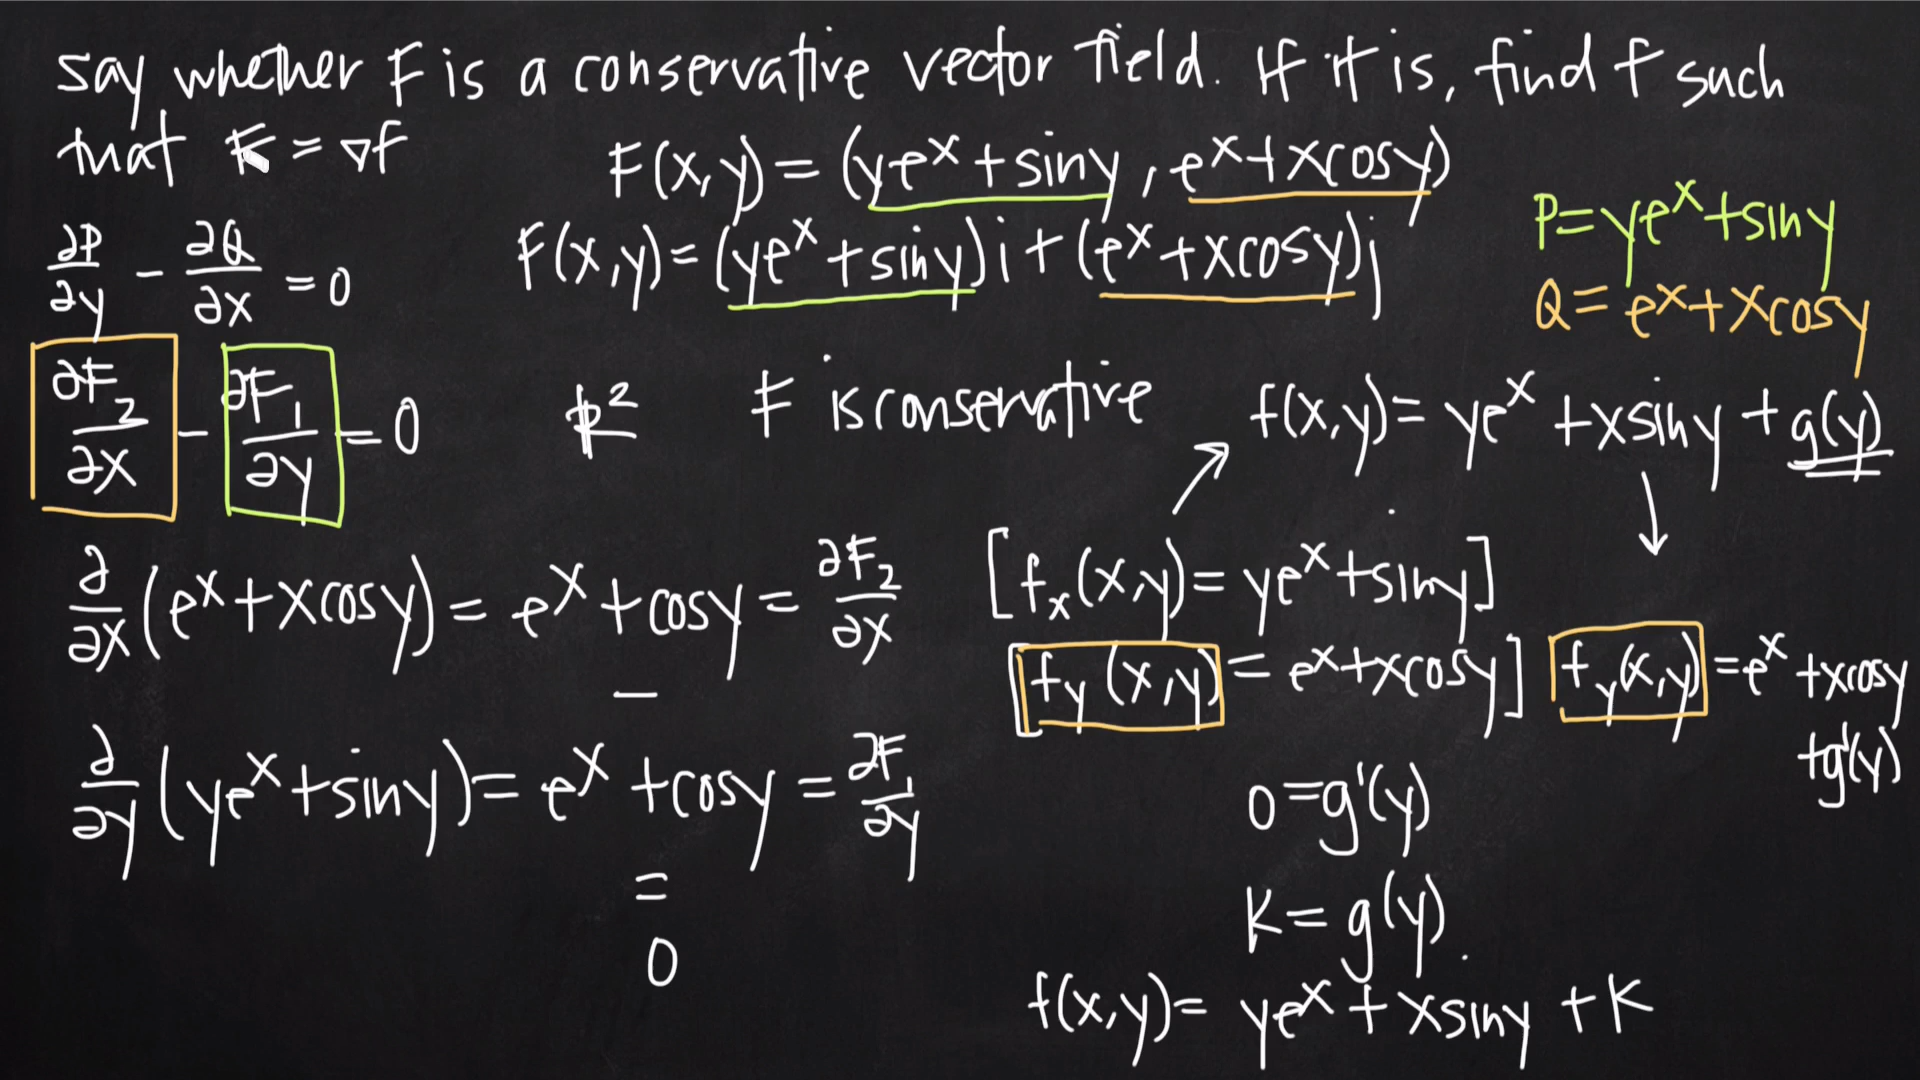 say whether F is a conservative vector field. If it is, find f such
that F = ∇f
F(x,y) = (ye^x + sin y, e^x + x cos y)
F(x,y) = (ye^x + sin y)i + (e^x + x cos y)j
P = ye^x + sin y
Q = e^x + x cos y
∂P/∂y − ∂Q/∂x = 0
∂F₂/∂x − ∂F₁/∂y = 0
ℝ²
F is conservative
∂/∂x (e^x + x cos y) = e^x + cos y = ∂F₂/∂x
−
∂/∂y (ye^x + sin y) = e^x + cos y = ∂F₁/∂y
=
0
f(x,y) = ye^x + x sin y + g(y)
[f_x(x,y) = ye^x + sin y]
[f_y(x,y) = e^x + x cos y]
f_y(x,y) = e^x + x cos y
+ g'(y)
0 = g'(y)
K = g(y)
f(x,y) = ye^x + x sin y + K